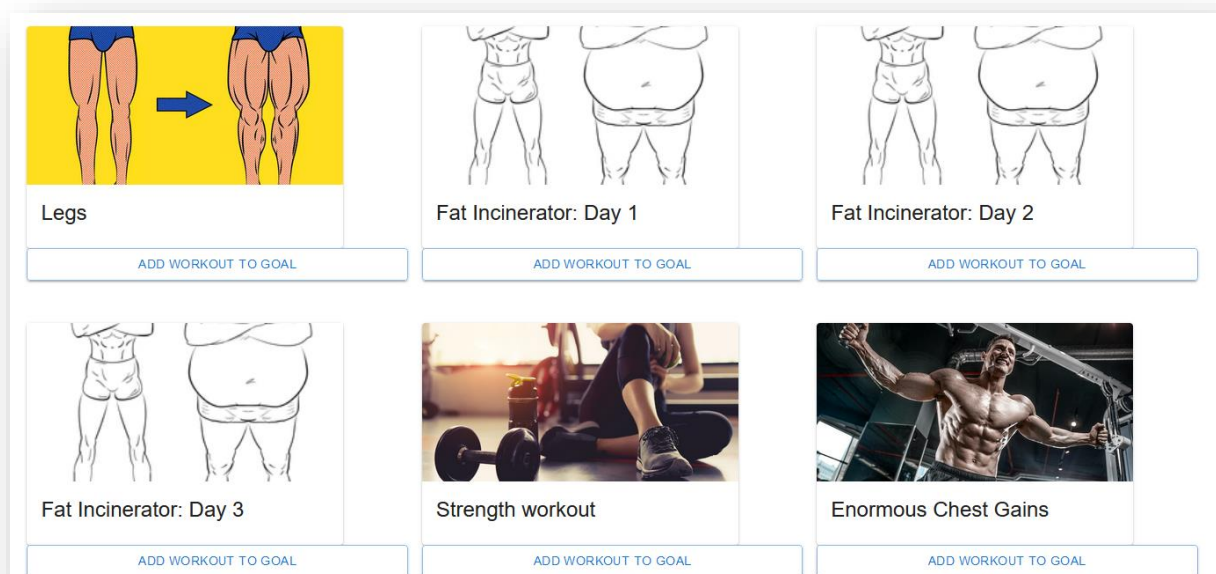 Legs
Fat Incinerator: Day 1
Fat Incinerator: Day 2
ADD WORKOUT TO GOAL
ADD WORKOUT TO GOAL
ADD WORKOUT TO GOAL
Fat Incinerator: Day 3
Strength workout
Enormous Chest Gains
ADD WORKOUT TO GOAL
ADD WORKOUT TO GOAL
ADD WORKOUT TO GOAL